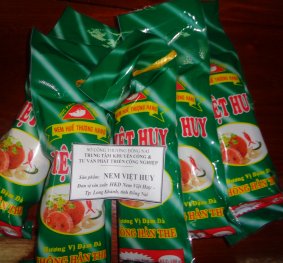 NEM HUẾ THƯỢNG HẠNG
VIỆT HUY
SỞ CÔNG THƯƠNG ĐỒNG NAI
TRUNG TÂM KHUYẾN CÔNG &
TƯ VẤN PHÁT TRIỂN CÔNG NGHIỆP
Sản phẩm: NEM VIỆT HUY
Đơn vị sản xuất: HKD Nem Việt Huy -
Tp. Long Khánh, tỉnh Đồng Nai
Hương Vị Đậm Đà
KHÔNG HÀN THE